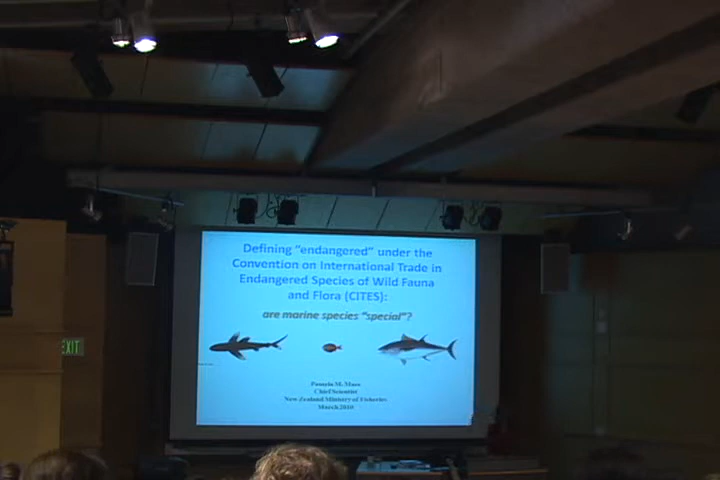 Defining "endangered" under the
Convention on International Trade in
Endangered Species of Wild Fauna
and Flora (CITES):
are marine species "special"?
Pamela M. Mace
Chief Scientist
New Zealand Ministry of Fisheries
March 2010
EXIT